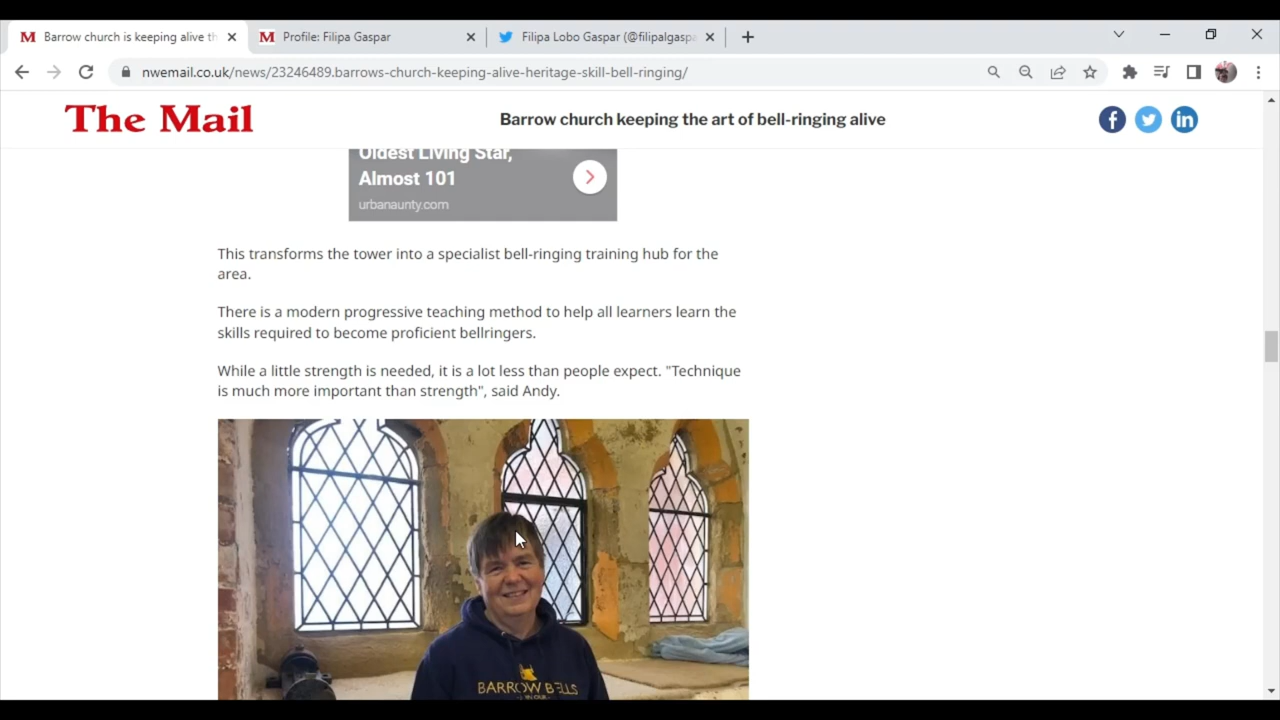 Barrow church is keeping alive th
Profile: Filipa Gaspar
Filipa Lobo Gaspar (@filipalgaspa
nwemail.co.uk/news/23246489.barrows-church-keeping-alive-heritage-skill-bell-ringing/
The Mail
Barrow church keeping the art of bell-ringing alive
Oldest Living Star,
Almost 101
urbanaunty.com
This transforms the tower into a specialist bell-ringing training hub for the
area.
There is a modern progressive teaching method to help all learners learn the
skills required to become proficient bellringers.
While a little strength is needed, it is a lot less than people expect. "Technique
is much more important than strength", said Andy.
BARROW BELLS